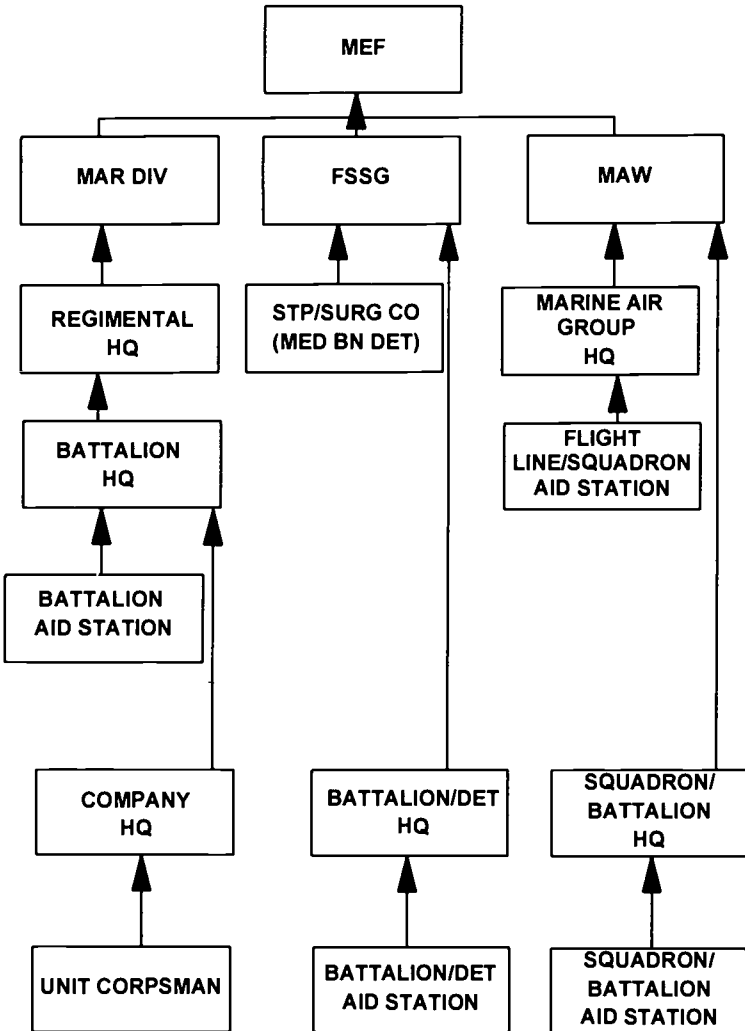 MEF
MAR DIV
FSSG
MAW
REGIMENTAL
HQ
STP/SURG CO
(MED BN DET)
MARINE AIR
GROUP
HQ
BATTALION
HQ
FLIGHT
LINE/SQUADRON
AID STATION
BATTALION
AID STATION
COMPANY
HQ
BATTALION/DET
HQ
SQUADRON/
BATTALION
HQ
UNIT CORPSMAN
BATTALION/DET
AID STATION
SQUADRON/
BATTALION
AID STATION